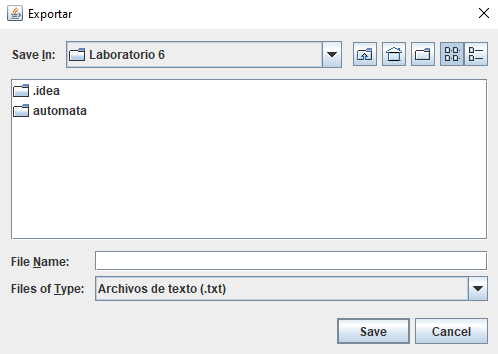 Exportar
Save In: Laboratorio 6
.idea
automata
File Name:
Files of Type: Archivos de texto (.txt)
Save Cancel